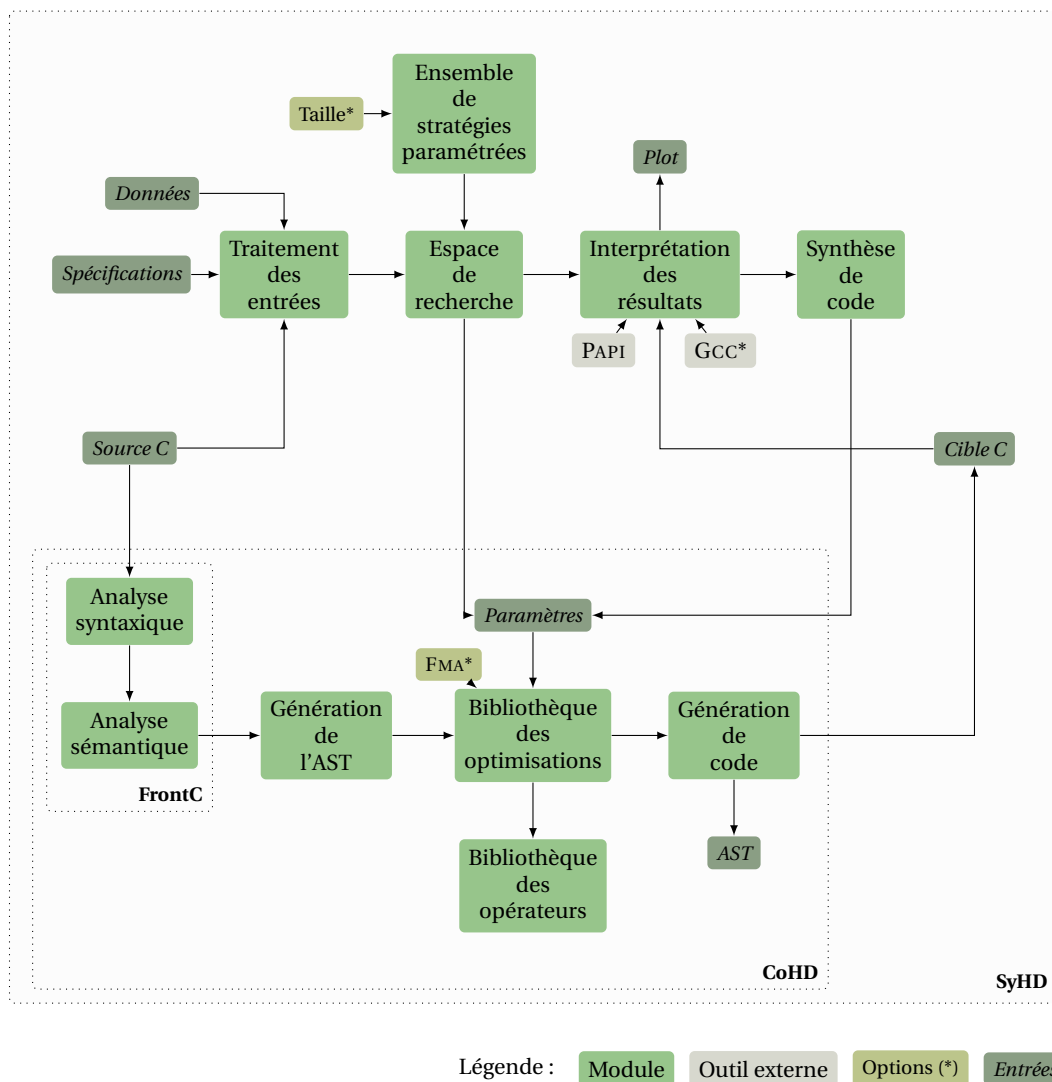 Ensemble
de
stratégies
paramétrées
Taille*
Plot
Données
Spécifications
Traitement
des
entrées
Espace
de
recherche
Interprétation
des
résultats
Synthèse
de
code
PAPI
GCC*
Source C
Cible C
Analyse
syntaxique
Paramètres
FMA*
Analyse
sémantique
Génération
de
l'AST
Bibliothèque
des
optimisations
Génération
de
code
FrontC
AST
Bibliothèque
des
opérateurs
CoHD
SyHD
Légende : Module Outil externe Options (*) Entrées